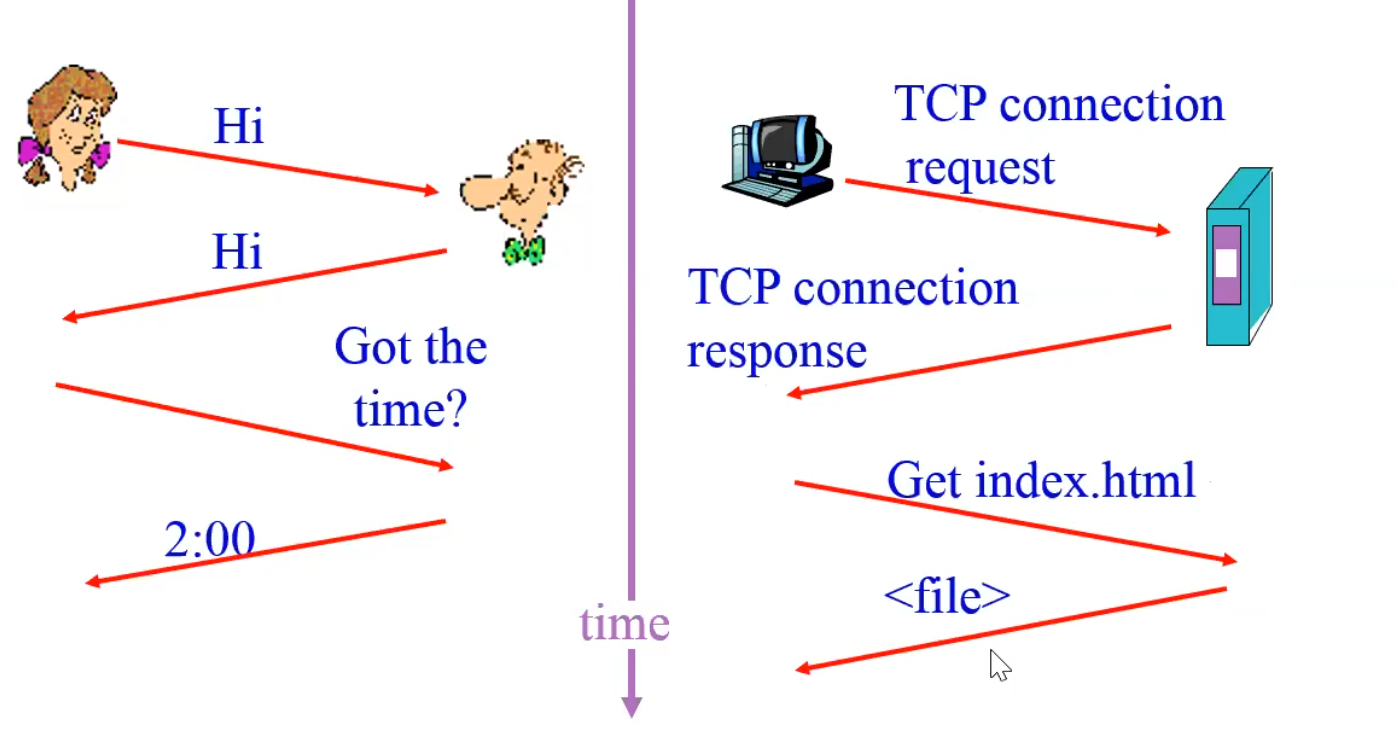 Hi
Hi
Got the
time?
2:00
time
TCP connection
request
TCP connection
response
Get index.html
<file>